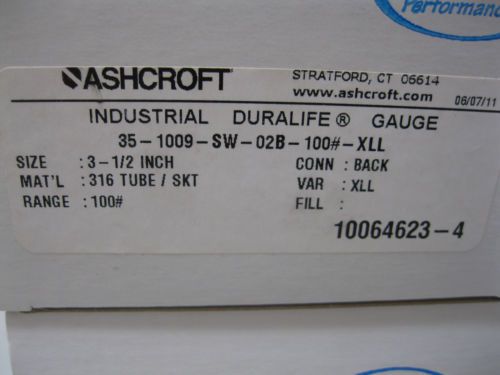 Performance
ASHCROFT
STRATFORD, CT 06614
www.ashcroft.com
06/07/11
INDUSTRIAL DURALIFE® GAUGE
35-1009-SW-02B-100#-XLL
SIZE : 3-1/2 INCH
CONN : BACK
MAT'L : 316 TUBE / SKT
VAR : XLL
RANGE : 100#
FILL :
10064623-4